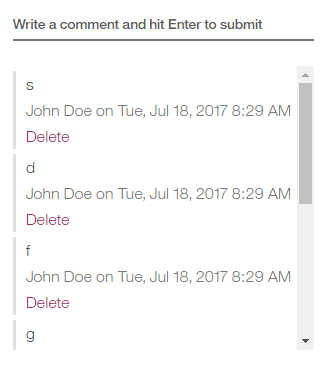 Write a comment and hit Enter to submit
s
John Doe on Tue, Jul 18, 2017 8:29 AM
Delete
d
John Doe on Tue, Jul 18, 2017 8:29 AM
Delete
f
John Doe on Tue, Jul 18, 2017 8:29 AM
Delete
g